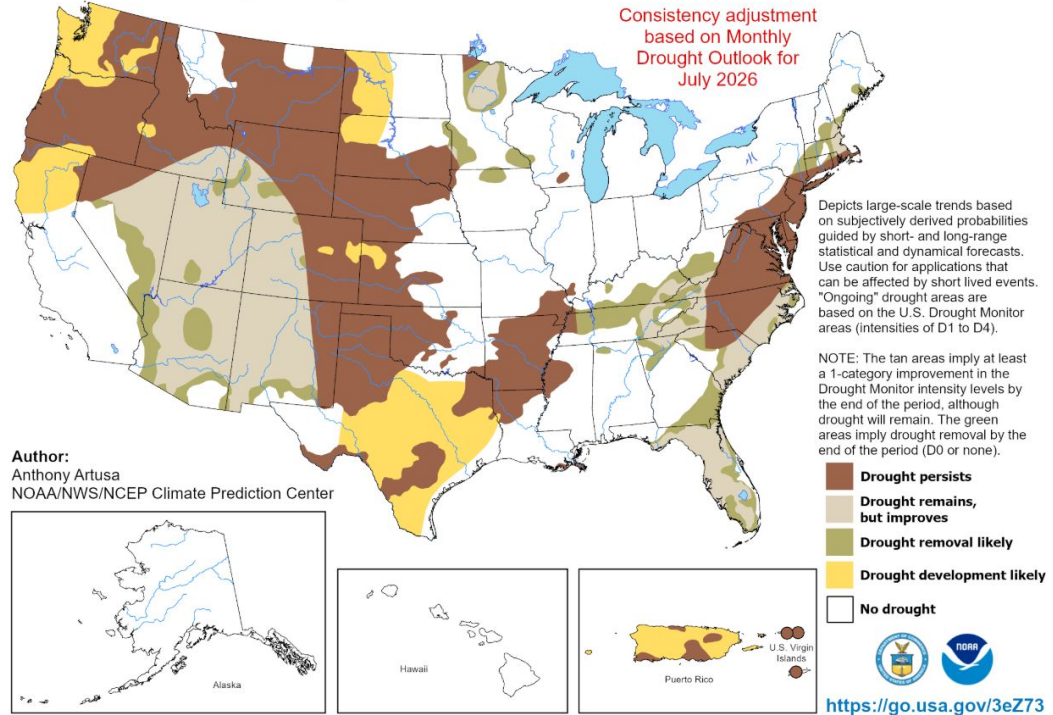 Consistency adjustment
based on Monthly
Drought Outlook for
July 2026
Depicts large-scale trends based
on subjectively derived probabilities
guided by short- and long-range
statistical and dynamical forecasts.
Use caution for applications that
can be affected by short lived events.
"Ongoing" drought areas are
based on the U.S. Drought Monitor
areas (intensities of D1 to D4).
NOTE: The tan areas imply at least
a 1-category improvement in the
Drought Monitor intensity levels by
the end of the period, although
drought will remain. The green
areas imply drought removal by the
end of the period (D0 or none).
Author:
Anthony Artusa
NOAA/NWS/NCEP Climate Prediction Center
Drought persists
Drought remains,
but improves
Drought removal likely
Drought development likely
No drought
Alaska
Hawaii
Puerto Rico
U.S. Virgin
Islands
NOAA
https://go.usa.gov/3eZ73